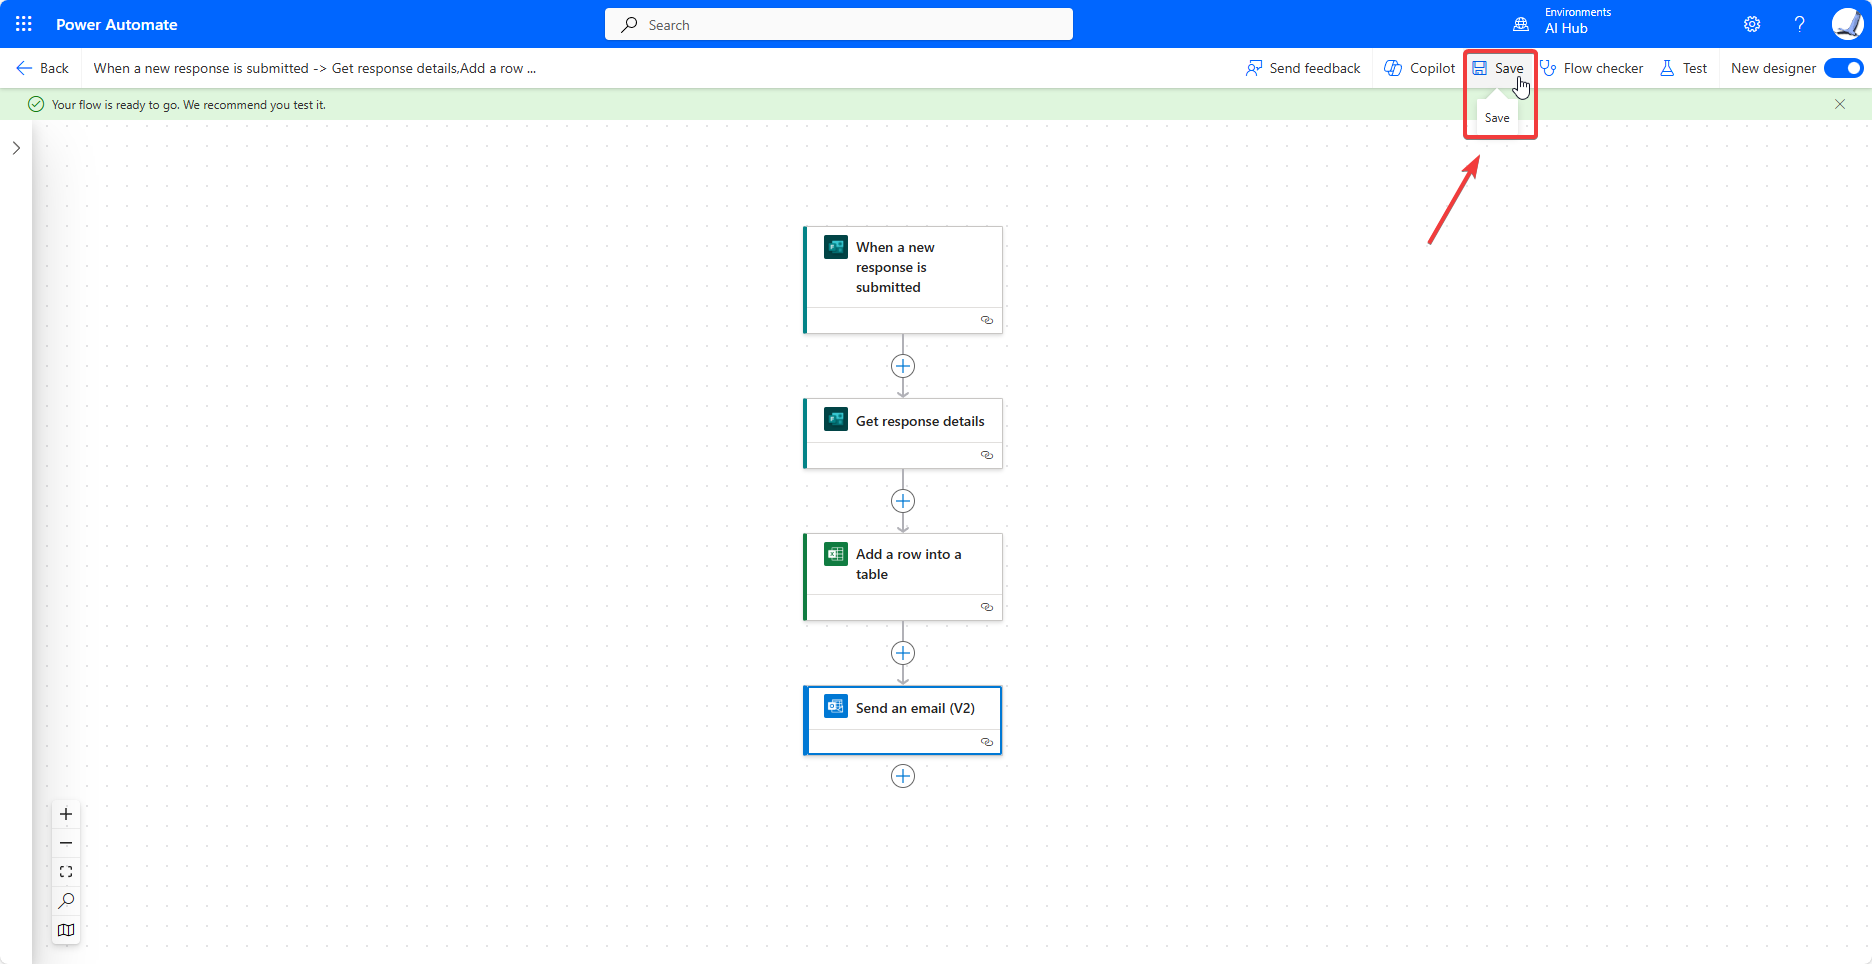 Power Automate
Search
Environments
AI Hub
Back
When a new response is submitted -> Get response details,Add a row ...
Send feedback
Copilot
Save
Flow checker
Test
New designer
Your flow is ready to go. We recommend you test it.
Save
When a new
response is
submitted
Get response details
Add a row into a
table
Send an email (V2)